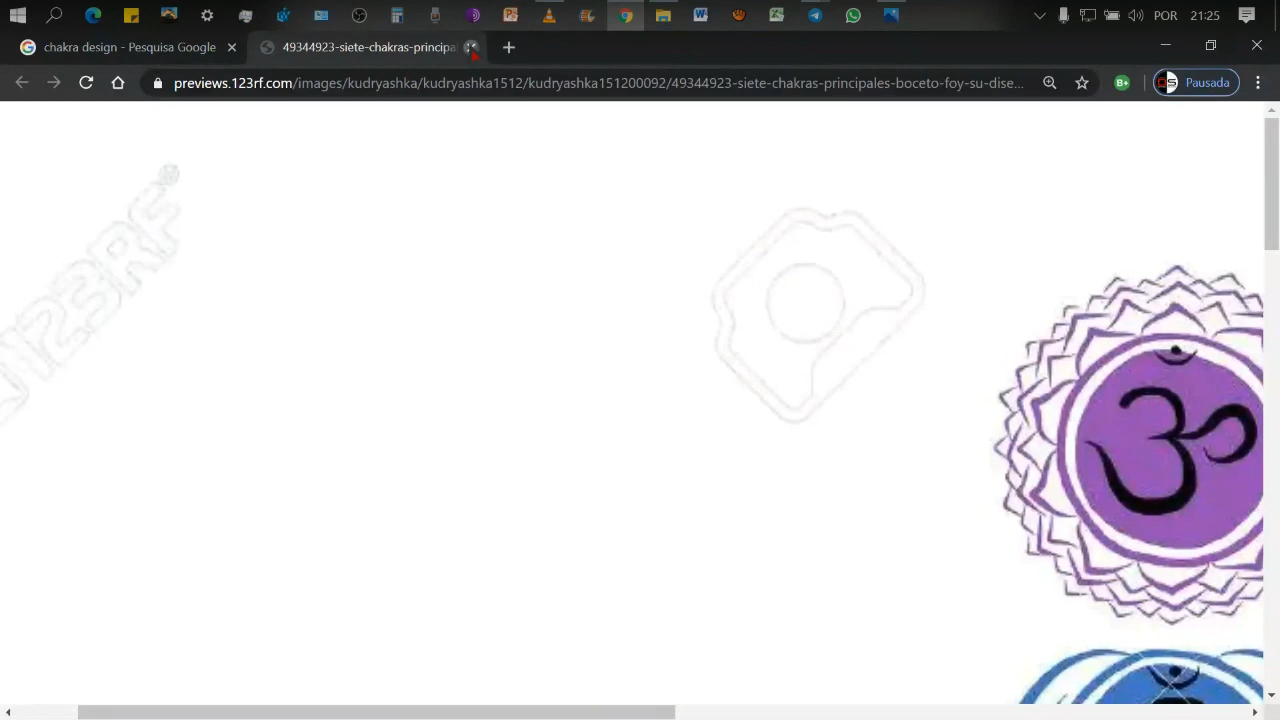 POR 21:25
chakra design - Pesquisa Google
49344923-siete-chakras-principa
previews.123rf.com/images/kudryashka/kudryashka1512/kudryashka151200092/49344923-siete-chakras-principales-boceto-foy-su-dise...
B+
Pausada
123RF®
ॐ